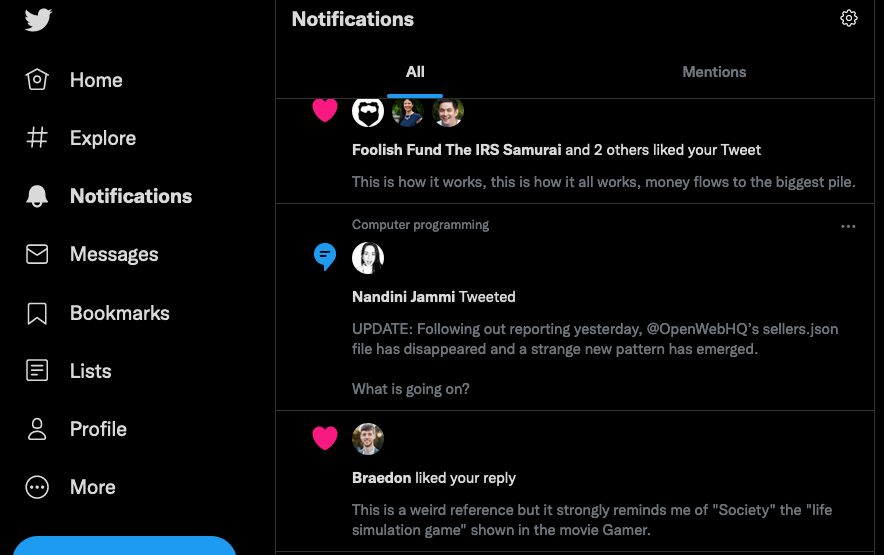 Home
Explore
Notifications
Messages
Bookmarks
Lists
Profile
More
Notifications
All
Mentions
Foolish Fund The IRS Samurai and 2 others liked your Tweet
This is how it works, this is how it all works, money flows to the biggest pile.
Computer programming
Nandini Jammi Tweeted
UPDATE: Following out reporting yesterday, @OpenWebHQ’s sellers.json
file has disappeared and a strange new pattern has emerged.
What is going on?
Braedon liked your reply
This is a weird reference but it strongly reminds me of "Society" the "life
simulation game" shown in the movie Gamer.